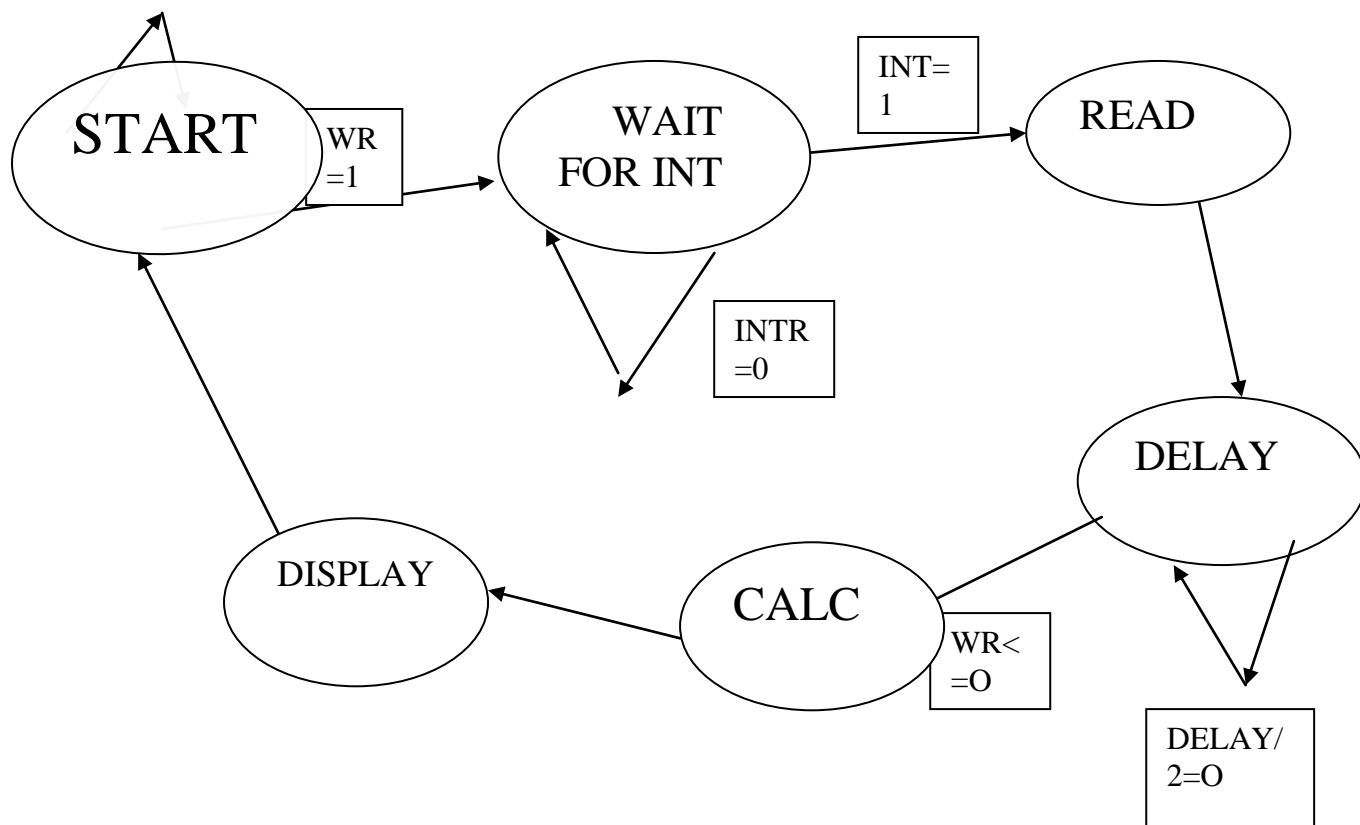 START
WR
=1
WAIT
FOR INT
INT=
1
READ
INTR
=0
DELAY
DISPLAY
CALC
WR<
=O
DELAY/
2=O